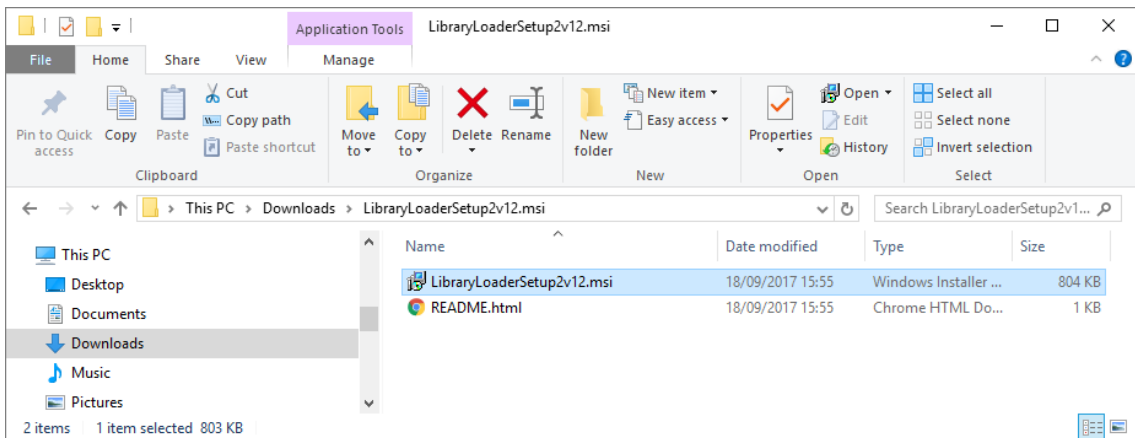 Application Tools
LibraryLoaderSetup2v12.msi
File
Home
Share
View
Manage
Pin to Quick access
Copy
Paste
Cut
Copy path
Paste shortcut
Clipboard
Move to
Copy to
Delete
Rename
Organize
New folder
New item
Easy access
New
Properties
Open
Edit
History
Open
Select all
Select none
Invert selection
Select
This PC > Downloads > LibraryLoaderSetup2v12.msi
Search LibraryLoaderSetup2v1...
This PC
Desktop
Documents
Downloads
Music
Pictures
Name
Date modified
Type
Size
LibraryLoaderSetup2v12.msi 18/09/2017 15:55 Windows Installer ... 804 KB
README.html 18/09/2017 15:55 Chrome HTML Do... 1 KB
2 items 1 item selected 803 KB